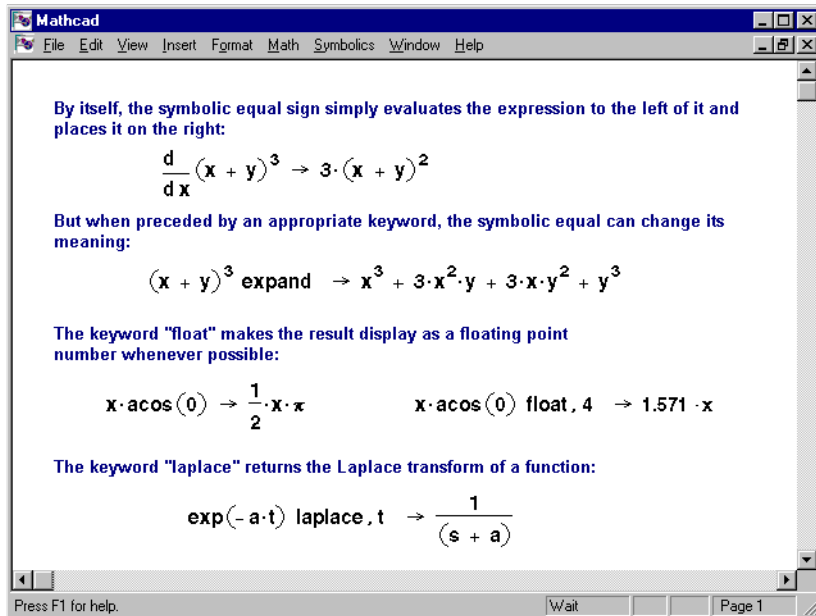 Mathcad
File Edit View Insert Format Math Symbolics Window Help
By itself, the symbolic equal sign simply evaluates the expression to the left of it and
places it on the right:
d/dx (x + y)^3 → 3·(x + y)^2
But when preceded by an appropriate keyword, the symbolic equal can change its
meaning:
(x + y)^3 expand → x^3 + 3·x^2·y + 3·x·y^2 + y^3
The keyword "float" makes the result display as a floating point
number whenever possible:
x·acos(0) → 1/2·x·π x·acos(0) float, 4 → 1.571 ·x
The keyword "laplace" returns the Laplace transform of a function:
exp(- a·t) laplace, t → 1/(s + a)
Press F1 for help. Wait Page 1